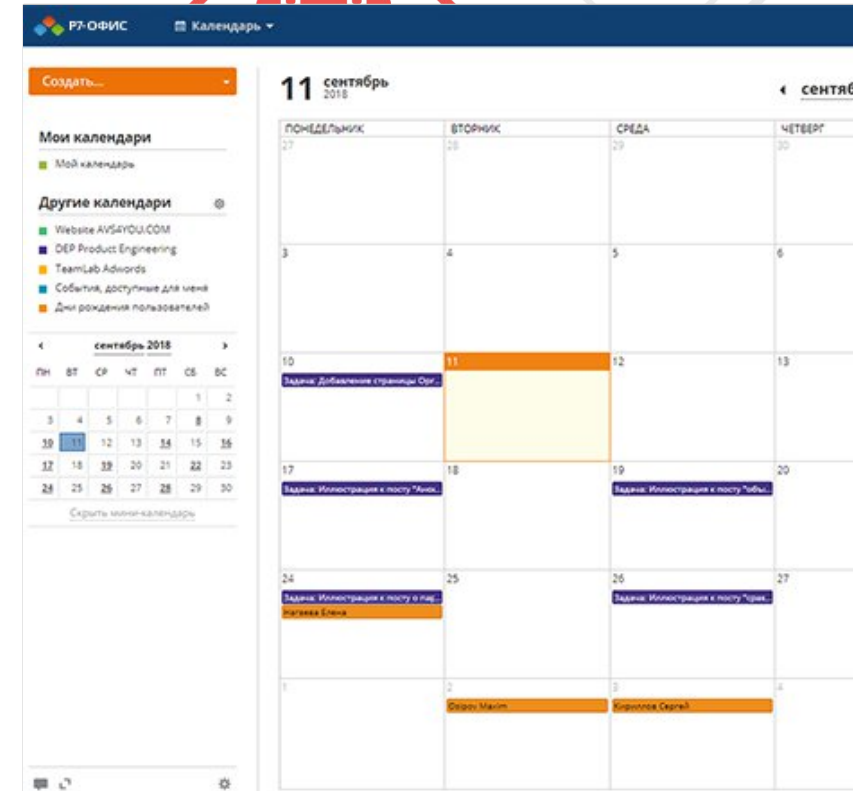 Р7-ОФИС
Календарь
Создать...
Мои календари
Мой календарь
Другие календари
Website AVS4YOU.COM
DEP Product Engineering
TeamLab Adwords
События, доступные для меня
Дни рождения пользователей
сентябрь 2018
ПН ВТ СР ЧТ ПТ СБ ВС
1 2
3 4 5 6 7 8 9
10 11 12 13 14 15 16
17 18 19 20 21 22 23
24 25 26 27 28 29 30
Скрыть мини-календарь
11 сентябрь
2018
сентяб
ПОНЕДЕЛЬНИК ВТОРНИК СРЕДА ЧЕТВЕРГ
27 28 29 30
3 4 5 6
10 11 12 13
Задача: Добавление страницы Орг...
17 18 19 20
Задача: Иллюстрация к посту "Анон... Задача: Иллюстрация к посту "объ...
24 25 26 27
Задача: Иллюстрация к посту о пар... Задача: Иллюстрация к посту "срав...
Елена
1 2 3 4
Osipov Maxim Кириллов Сергей